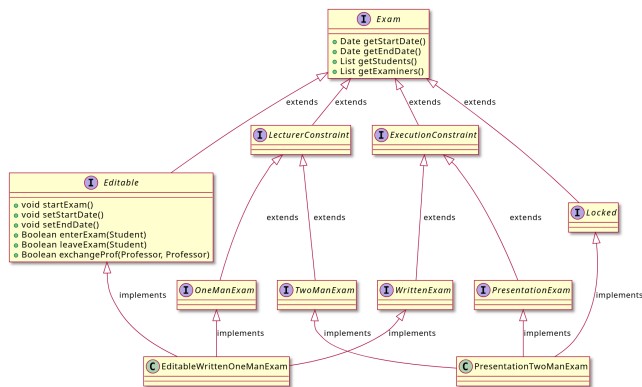 I Exam
Date getStartDate()
Date getEndDate()
List getStudents()
List getExaminers()
extends
extends
extends
extends
I LecturerConstraint
I ExecutionConstraint
I Editable
void startExam()
void setStartDate()
void setEndDate()
Boolean enterExam(Student)
Boolean leaveExam(Student)
Boolean exchangeProf(Professor, Professor)
I Locked
extends
extends
extends
extends
I OneManExam
I TwoManExam
I WrittenExam
I PresentationExam
implements
implements
implements
implements
implements
implements
C EditableWrittenOneManExam
C PresentationTwoManExam